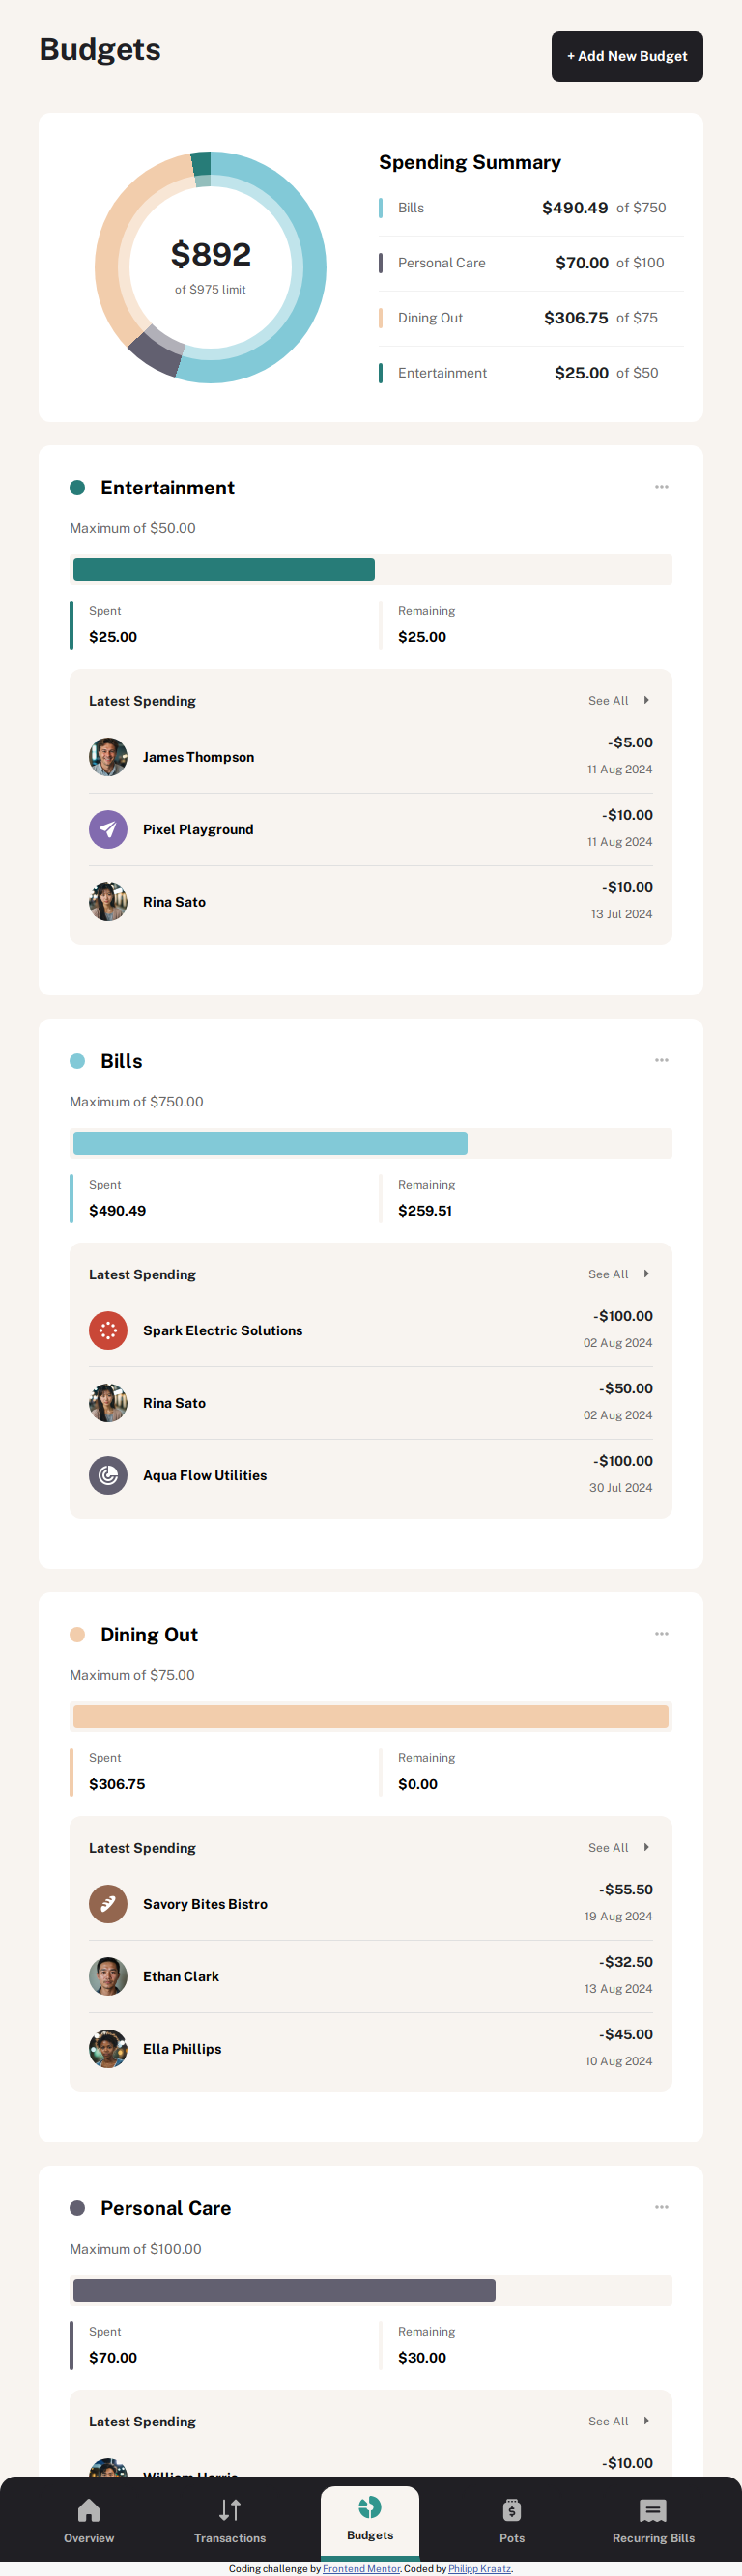 Budgets
+ Add New Budget
$892
of $975 limit
Spending Summary
Bills $490.49 of $750
Personal Care $70.00 of $100
Dining Out $306.75 of $75
Entertainment $25.00 of $50
Entertainment
Maximum of $50.00
Spent Remaining
$25.00 $25.00
Latest Spending See All
James Thompson -$5.00
11 Aug 2024
Pixel Playground -$10.00
11 Aug 2024
Rina Sato -$10.00
13 Jul 2024
Bills
Maximum of $750.00
Spent Remaining
$490.49 $259.51
Latest Spending See All
Spark Electric Solutions -$100.00
02 Aug 2024
Rina Sato -$50.00
02 Aug 2024
Aqua Flow Utilities -$100.00
30 Jul 2024
Dining Out
Maximum of $75.00
Spent Remaining
$306.75 $0.00
Latest Spending See All
Savory Bites Bistro -$55.50
19 Aug 2024
Ethan Clark -$32.50
13 Aug 2024
Ella Phillips -$45.00
10 Aug 2024
Personal Care
Maximum of $100.00
Spent Remaining
$70.00 $30.00
Latest Spending See All
-$10.00
Overview Transactions Budgets Pots Recurring Bills
Coding challenge by Frontend Mentor. Coded by Philipp Kraatz.